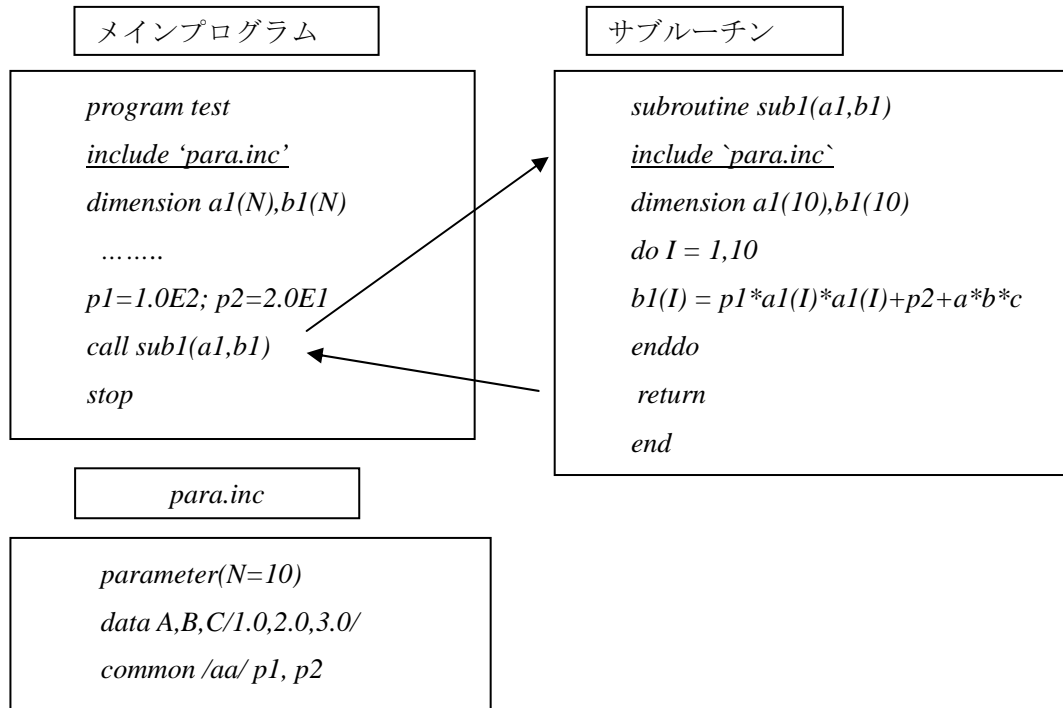 メインプログラム
program test
include ‘para.inc’
dimension a1(N),b1(N)
……..
p1=1.0E2; p2=2.0E1
call sub1(a1,b1)
stop
サブルーチン
subroutine sub1(a1,b1)
include `para.inc`
dimension a1(10),b1(10)
do I = 1,10
b1(I) = p1*a1(I)*a1(I)+p2+a*b*c
enddo
return
end
para.inc
parameter(N=10)
data A,B,C/1.0,2.0,3.0/
common /aa/ p1, p2